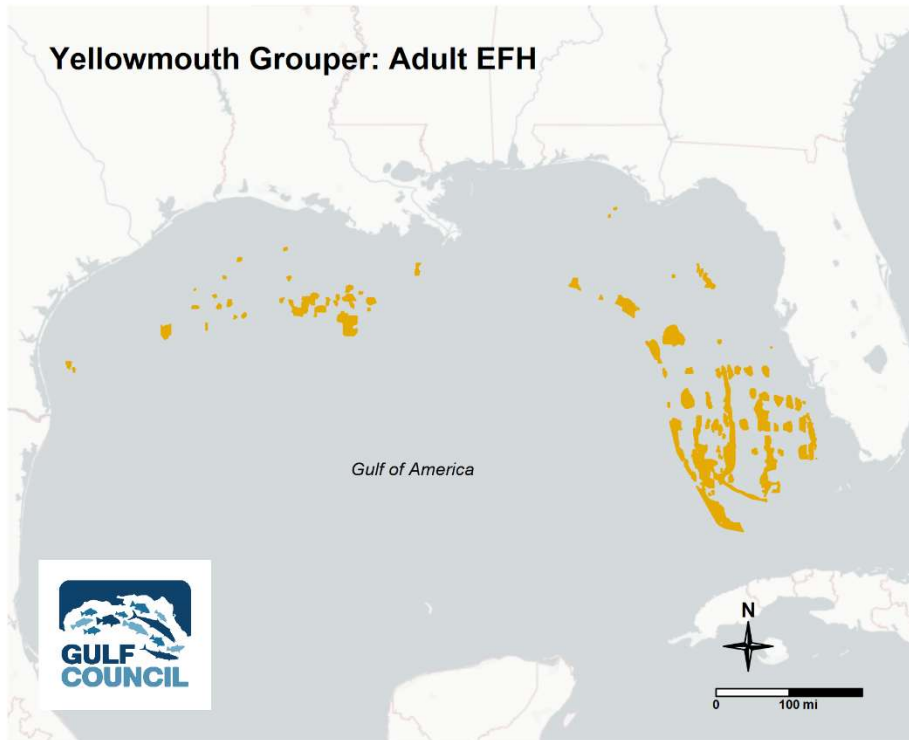 Yellowmouth Grouper: Adult EFH
Gulf of America
GULF
COUNCIL
N
0 100 mi